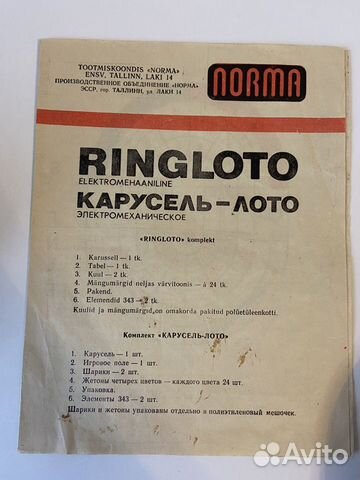 TOOTMISKOONDIS «NORMA»
ENSV, TALLINN, LAKI 14
ПРОИЗВОДСТВЕННОЕ ОБЪЕДИНЕНИЕ «НОРМА»
ЭССР, гор. ТАЛЛИНН, ул. ЛАКИ 14
NORMA
RINGLOTO
ELEKTROMEHAANILINE
КАРУСЕЛЬ–ЛОТО
ЭЛЕКТРОМЕХАНИЧЕСКОЕ
«RINGLOTO» komplekt
1. Karussell — 1 tk.
2. Tabel — 1 tk.
3. Kuul — 2 tk.
4. Mängumärgid neljas värvitoonis — à 24 tk.
5. Pakend.
6. Elemendid 343 — 2 tk.
Kuulid ja mängumärgid on omakorda pakitud polüetüleenkotti.
Комплект «КАРУСЕЛЬ-ЛОТО»
1. Карусель — 1 шт.
2. Игровое поле — 1 шт.
3. Шарики — 2 шт.
4. Жетоны четырех цветов — каждого цвета 24 шт.
5. Упаковка.
6. Элементы 343 — 2 шт.
Шарики и жетоны упакованы отдельно в полиэтиленовый мешочек.
Avito